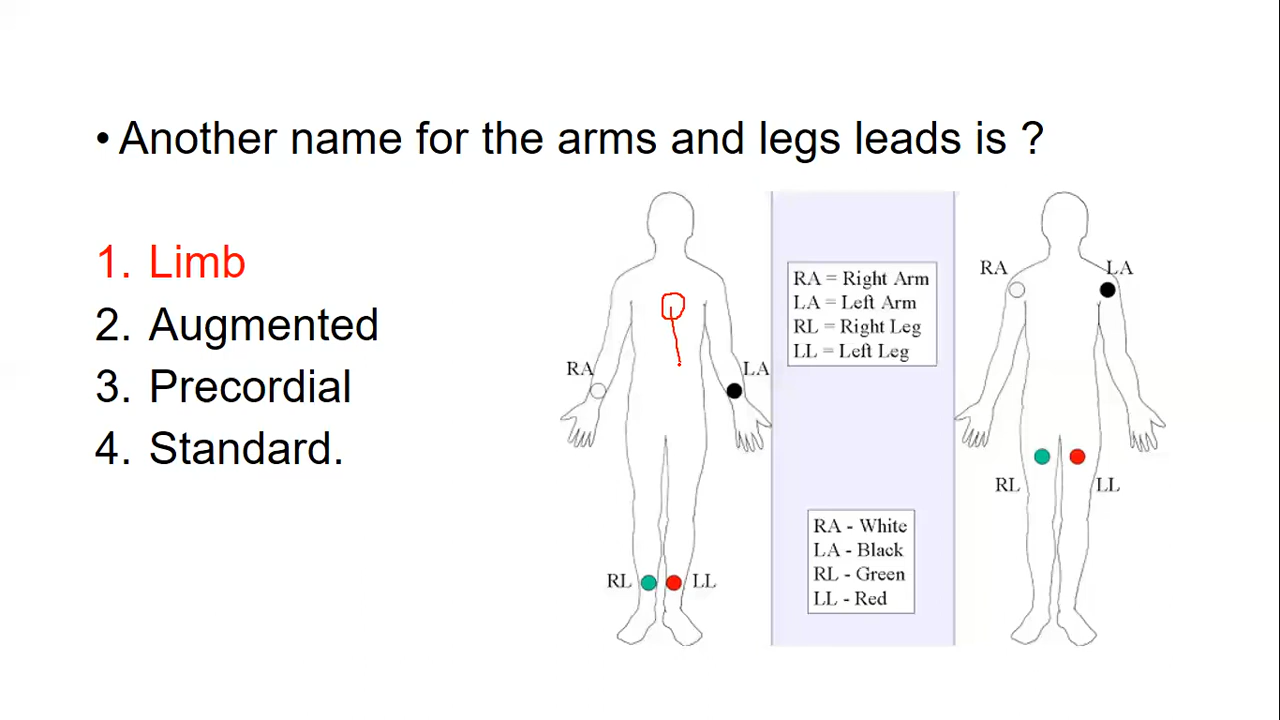 • Another name for the arms and legs leads is ?
1. Limb
2. Augmented
3. Precordial
4. Standard.
RA
LA
RL
LL
RA = Right Arm
LA = Left Arm
RL = Right Leg
LL = Left Leg
RA - White
LA - Black
RL - Green
LL - Red
RA
LA
RL
LL